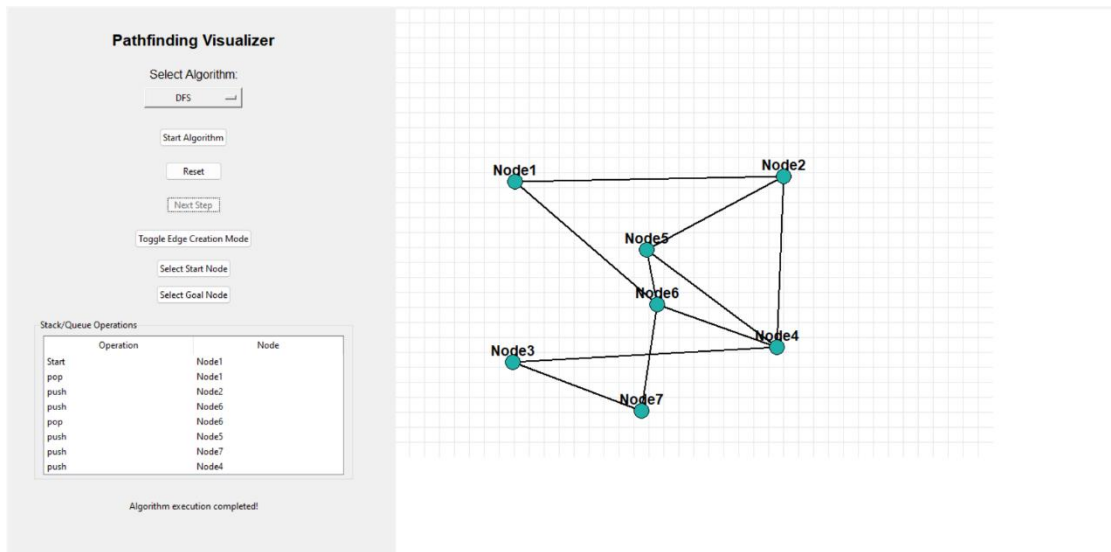 Pathfinding Visualizer
Select Algorithm:
DFS
Start Algorithm
Reset
Next Step
Toggle Edge Creation Mode
Select Start Node
Select Goal Node
Stack/Queue Operations
Operation Node
Start Node1
pop Node1
push Node2
push Node6
pop Node6
push Node5
push Node7
push Node4
Algorithm execution completed!
Node1
Node2
Node5
Node6
Node4
Node3
Node7